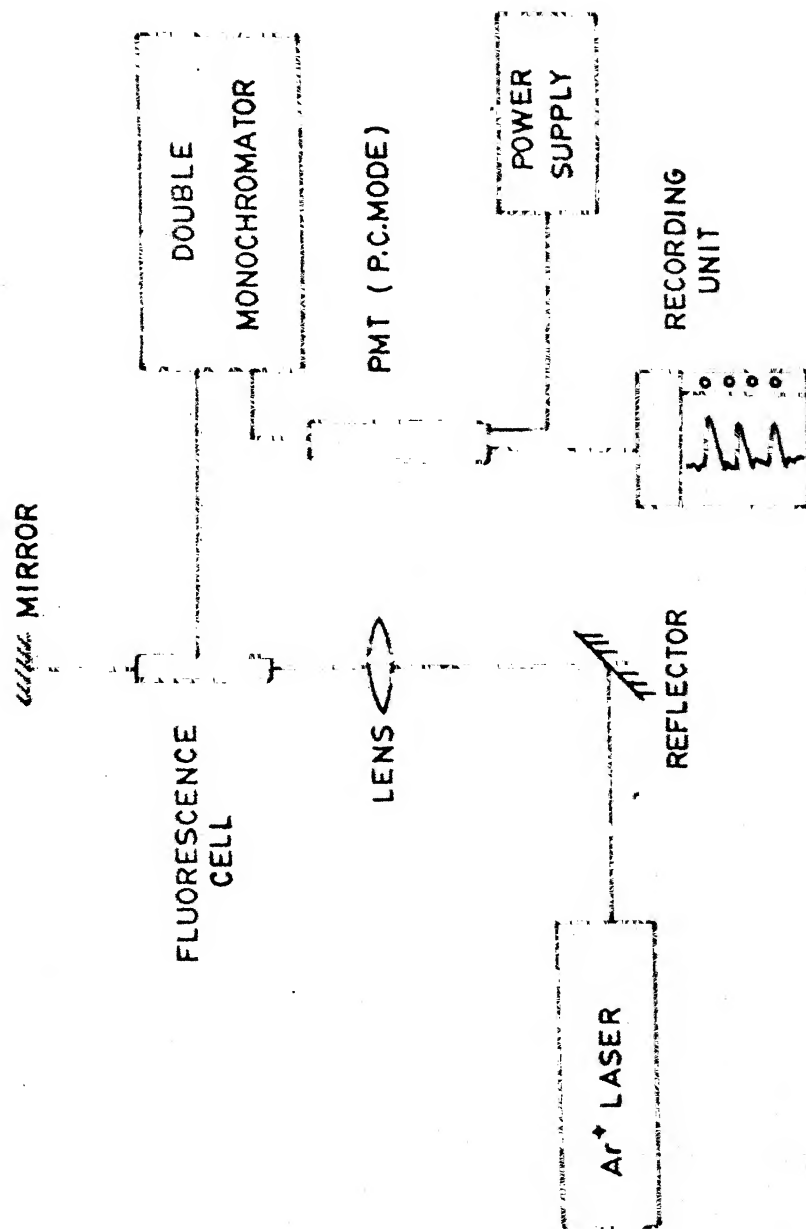 MIRROR
DOUBLE
MONOCHROMATOR
FLUORESCENCE
CELL
PMT (P.C.MODE)
LENS
POWER
SUPPLY
Ar+ LASER
REFLECTOR
RECORDING
UNIT